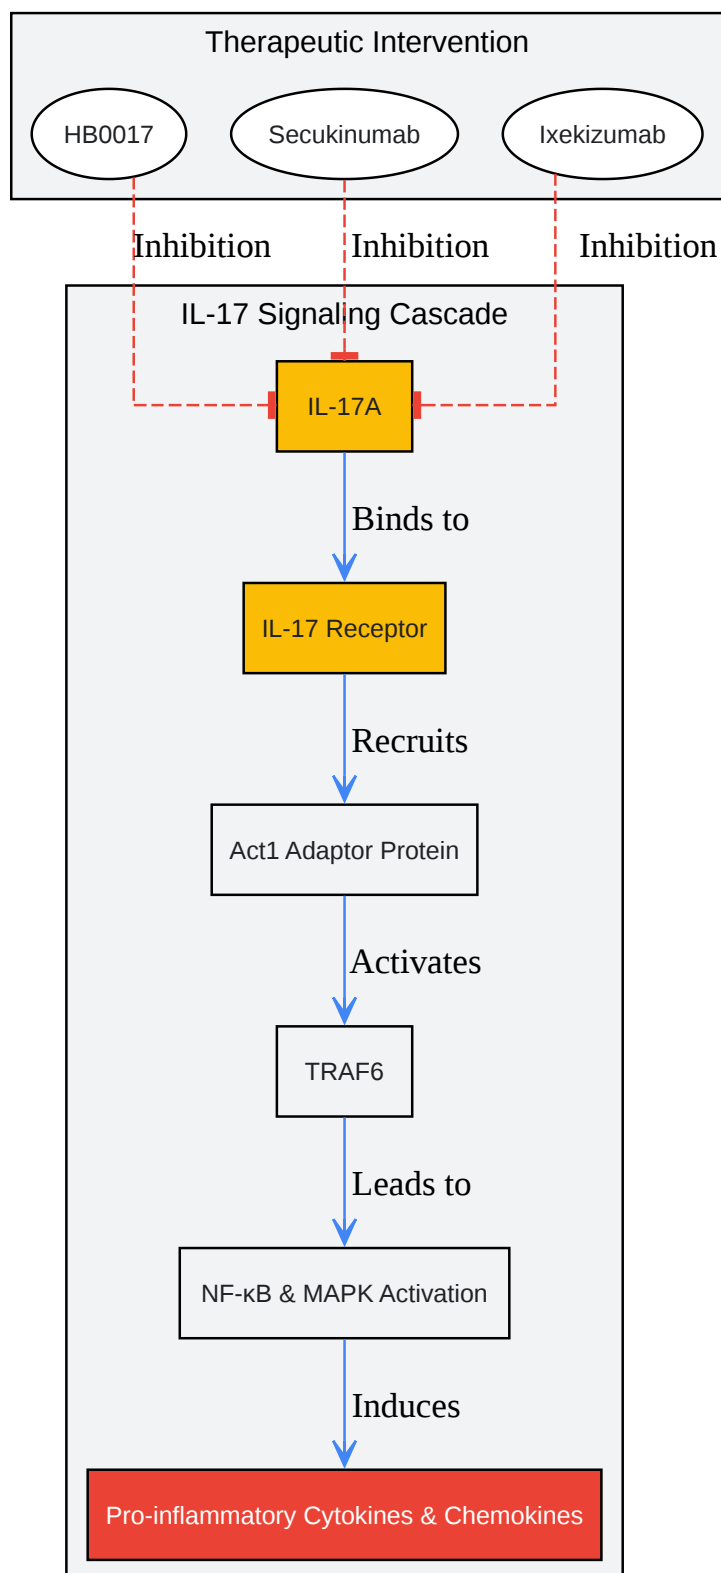 Therapeutic Intervention
HB0017
Secukinumab
Ixekizumab
Inhibition
Inhibition
Inhibition
IL-17 Signaling Cascade
IL-17A
Binds to
IL-17 Receptor
Recruits
Act1 Adaptor Protein
Activates
TRAF6
Leads to
NF-κB & MAPK Activation
Induces
Pro-inflammatory Cytokines & Chemokines